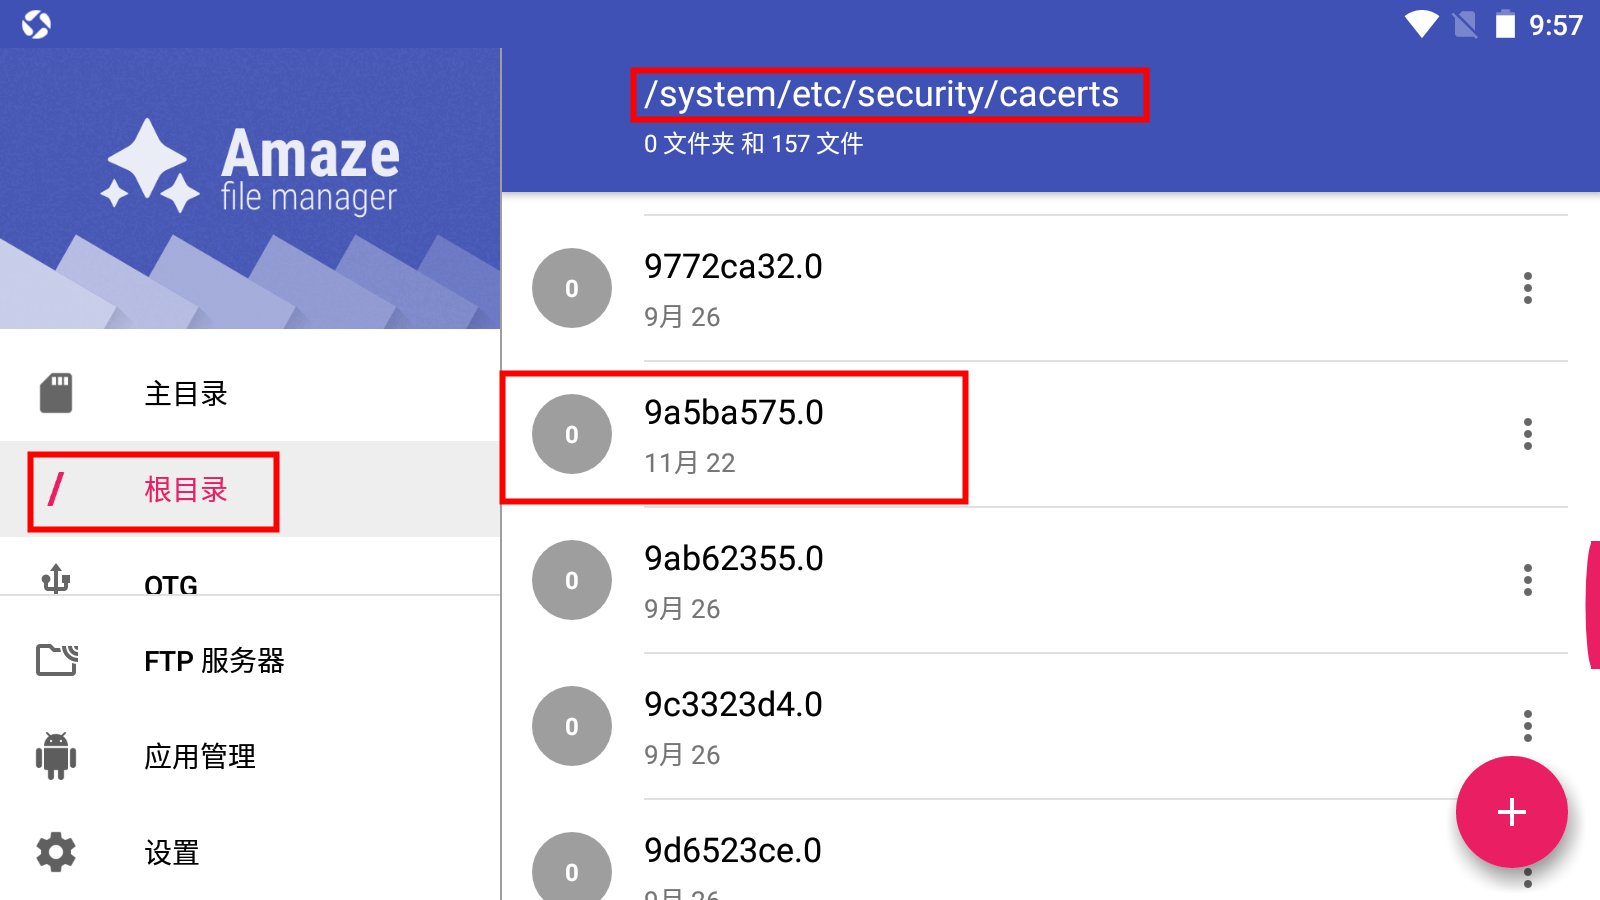 9:57
Amaze
file manager
主目录
/ 根目录
OTG
FTP 服务器
应用管理
设置
/system/etc/security/cacerts
0 文件夹 和 157 文件
0
9772ca32.0
9月 26
0
9a5ba575.0
11月 22
0
9ab62355.0
9月 26
0
9c3323d4.0
9月 26
0
9d6523ce.0
9月 26